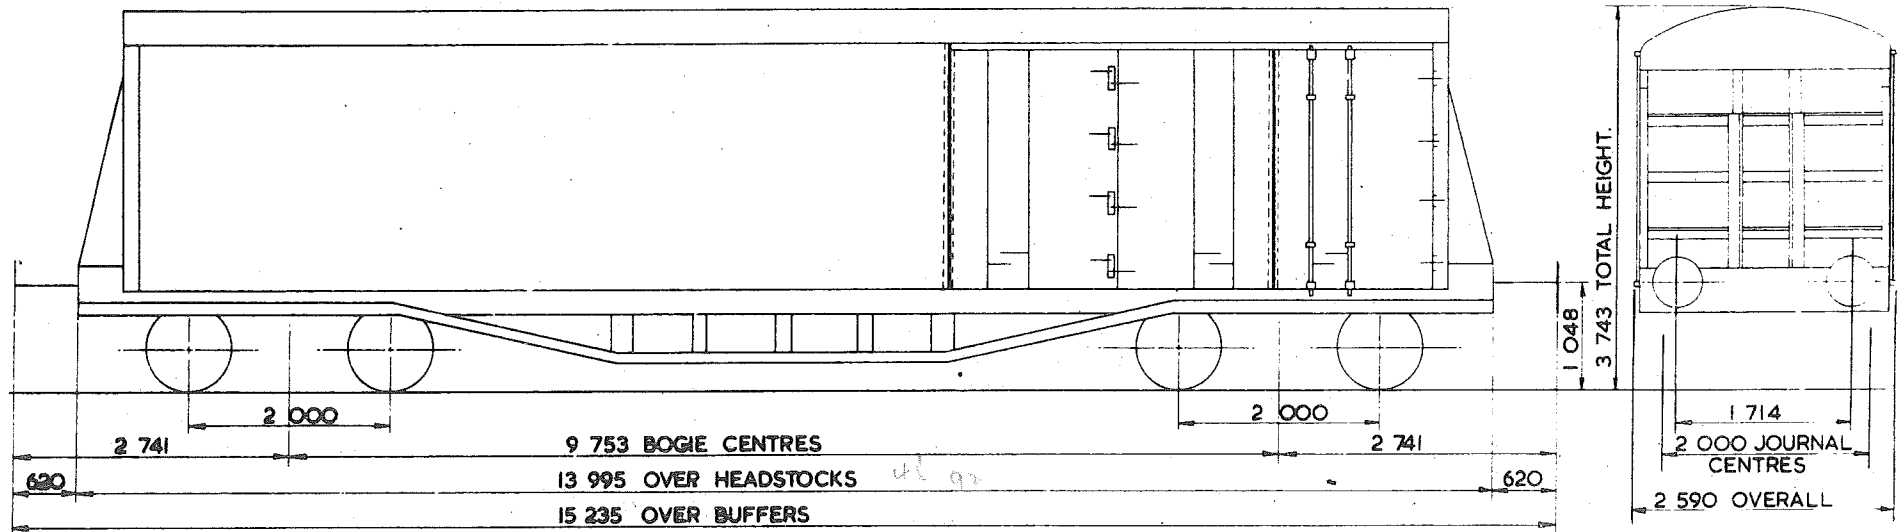 3 743 TOTAL HEIGHT.
1 048
2 000
2 000
1 714
2 741
9 753 BOGIE CENTRES
2 741
2 000 JOURNAL
CENTRES
620
13 995 OVER HEADSTOCKS
620
2 590 OVERALL
15 235 OVER BUFFERS